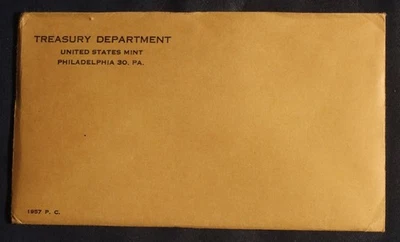 TREASURY DEPARTMENT
UNITED STATES MINT
PHILADELPHIA 30, PA.
1957 P. C.